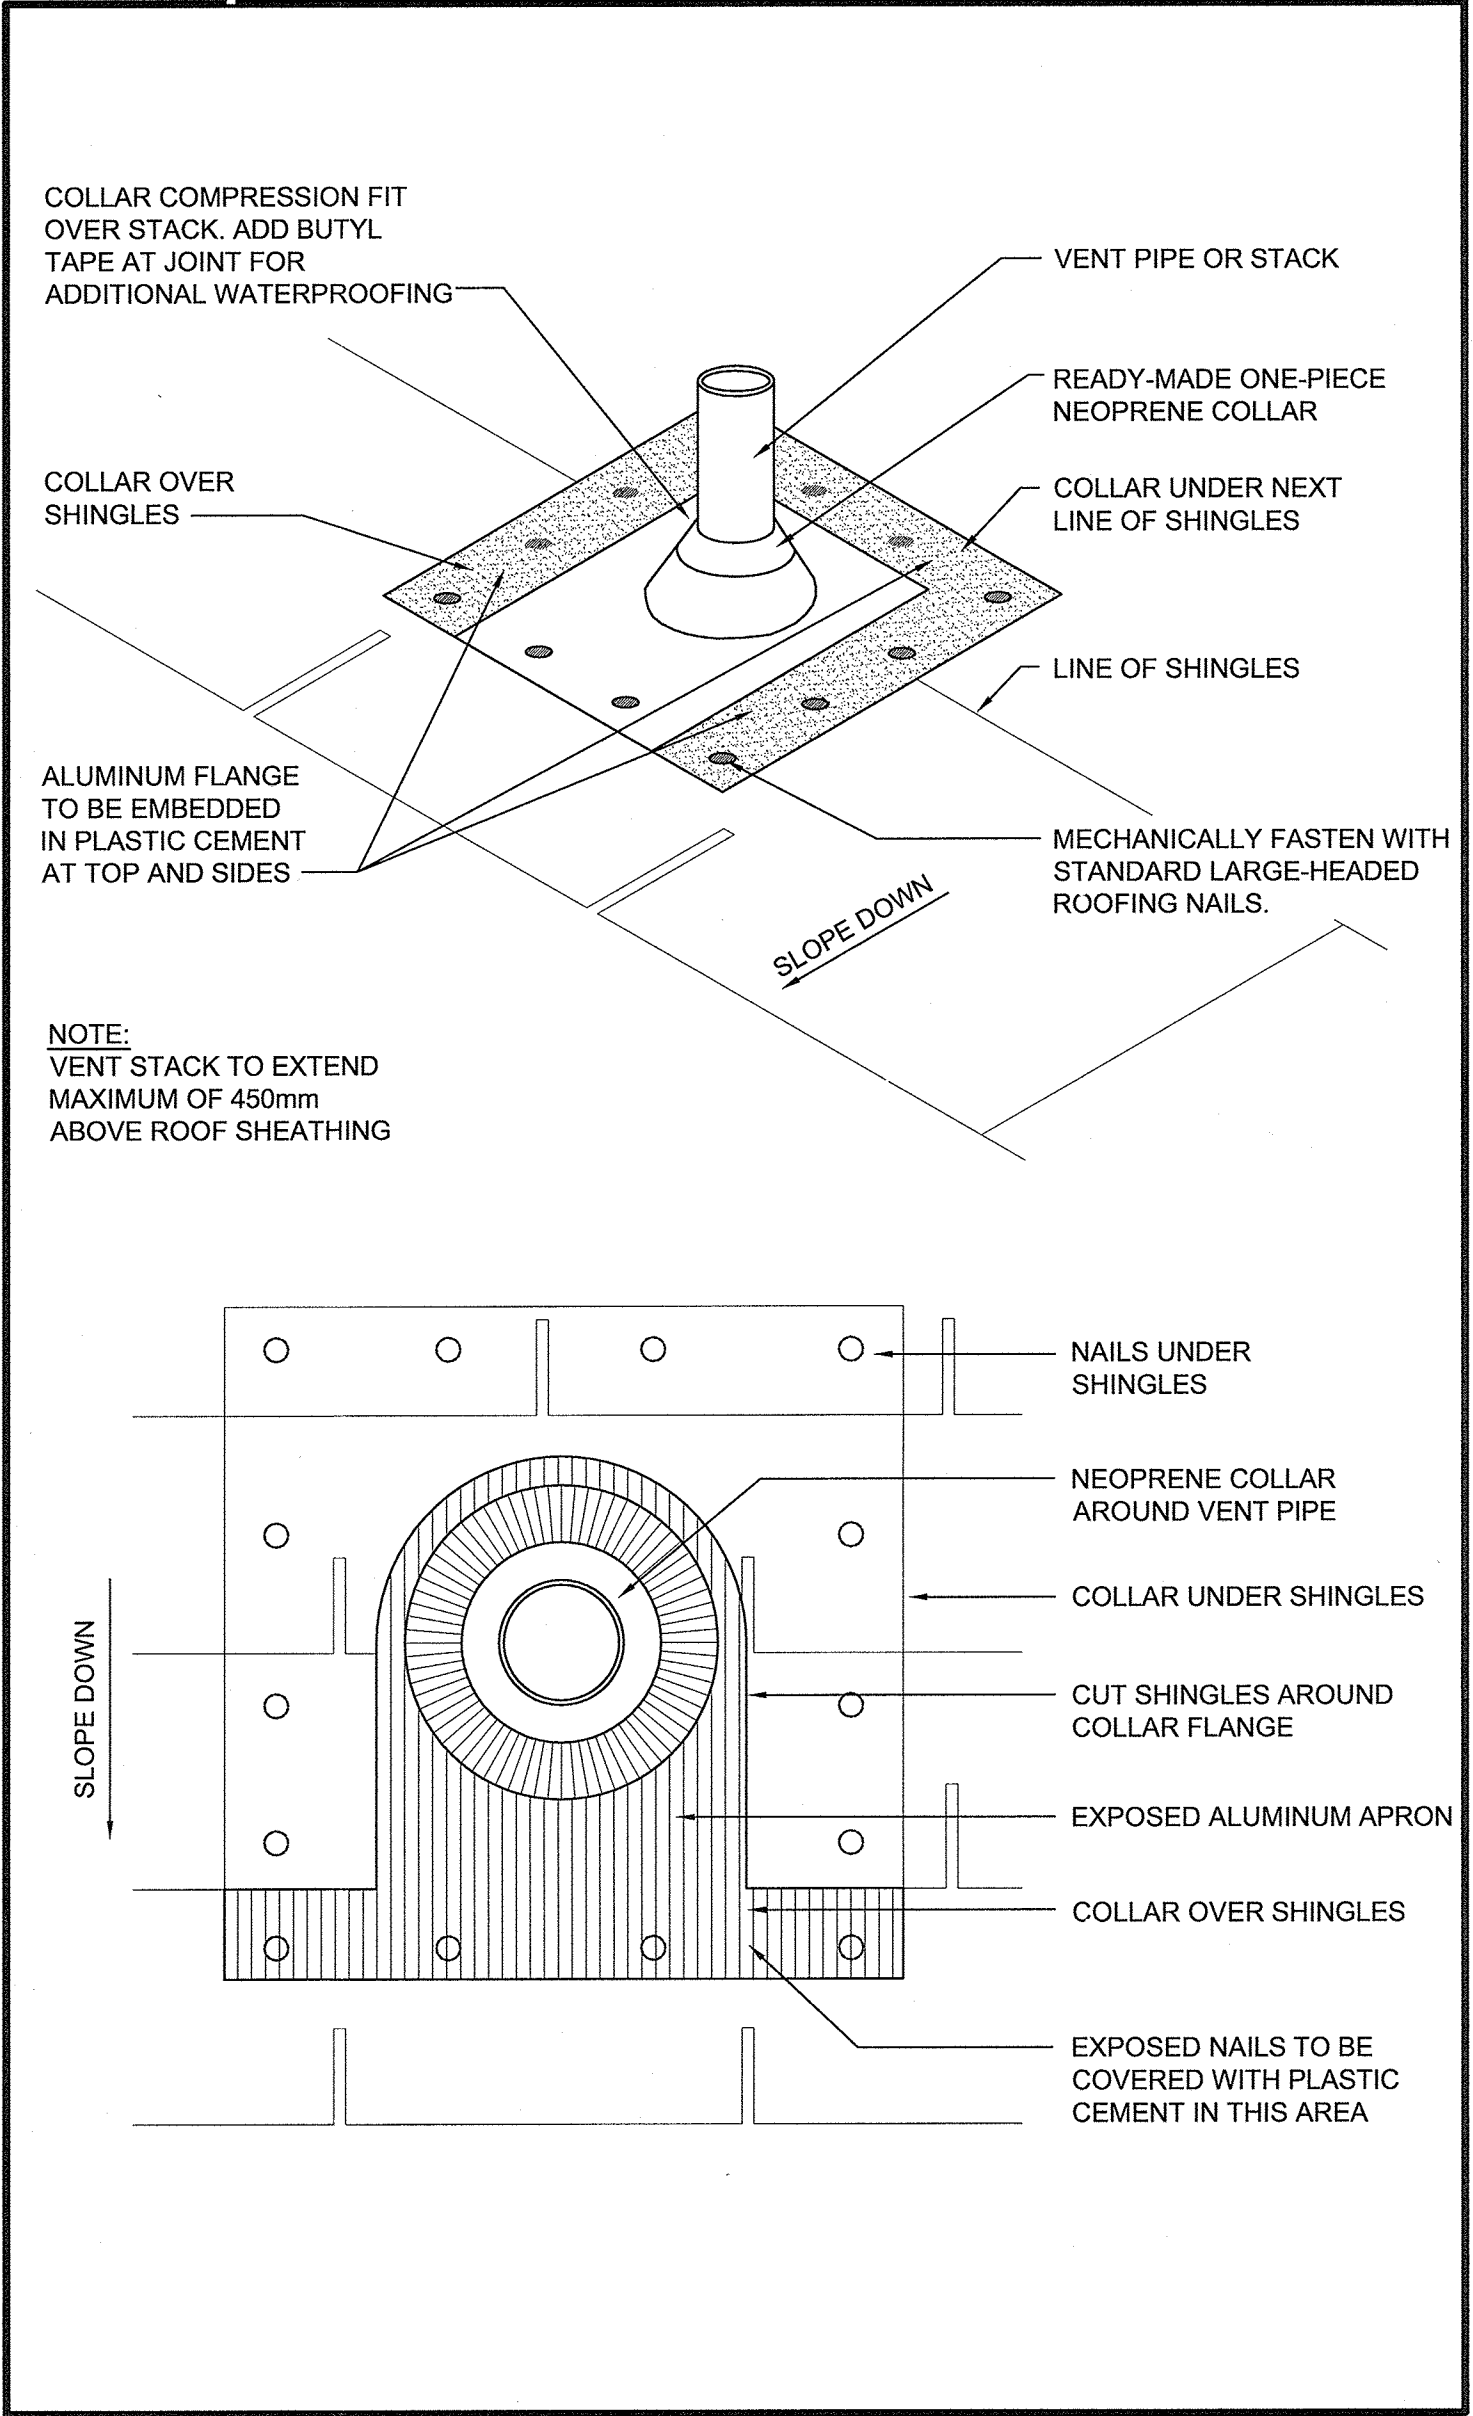 COLLAR COMPRESSION FIT
OVER STACK. ADD BUTYL
TAPE AT JOINT FOR
ADDITIONAL WATERPROOFING
VENT PIPE OR STACK
READY-MADE ONE-PIECE
NEOPRENE COLLAR
COLLAR OVER
SHINGLES
COLLAR UNDER NEXT
LINE OF SHINGLES
LINE OF SHINGLES
ALUMINUM FLANGE
TO BE EMBEDDED
IN PLASTIC CEMENT
AT TOP AND SIDES
MECHANICALLY FASTEN WITH
STANDARD LARGE-HEADED
ROOFING NAILS.
SLOPE DOWN
NOTE:
VENT STACK TO EXTEND
MAXIMUM OF 450mm
ABOVE ROOF SHEATHING
NAILS UNDER
SHINGLES
NEOPRENE COLLAR
AROUND VENT PIPE
COLLAR UNDER SHINGLES
SLOPE DOWN
CUT SHINGLES AROUND
COLLAR FLANGE
EXPOSED ALUMINUM APRON
COLLAR OVER SHINGLES
EXPOSED NAILS TO BE
COVERED WITH PLASTIC
CEMENT IN THIS AREA